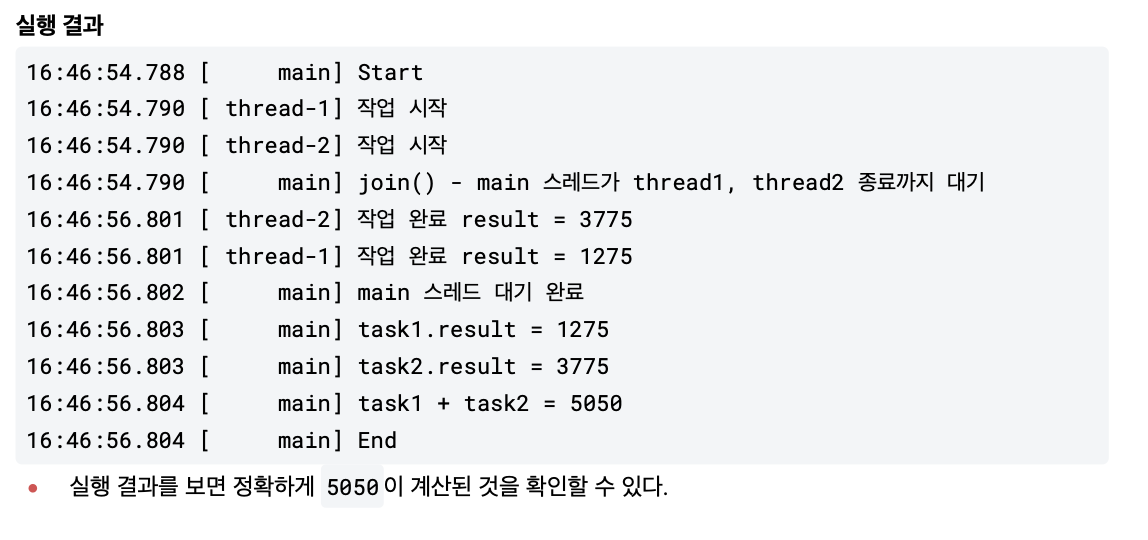 실행 결과
16:46:54.788 [     main] Start
16:46:54.790 [ thread-1] 작업 시작
16:46:54.790 [ thread-2] 작업 시작
16:46:54.790 [     main] join() - main 스레드가 thread1, thread2 종료까지 대기
16:46:56.801 [ thread-2] 작업 완료 result = 3775
16:46:56.801 [ thread-1] 작업 완료 result = 1275
16:46:56.802 [     main] main 스레드 대기 완료
16:46:56.803 [     main] task1.result = 1275
16:46:56.803 [     main] task2.result = 3775
16:46:56.804 [     main] task1 + task2 = 5050
16:46:56.804 [     main] End
• 실행 결과를 보면 정확하게 5050이 계산된 것을 확인할 수 있다.